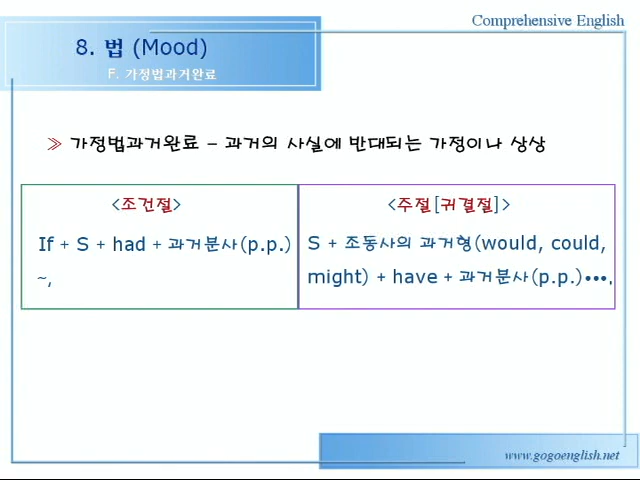 Comprehensive English
8. 법 (Mood)
F. 가정법과거완료
≫ 가정법과거완료 – 과거의 사실에 반대되는 가정이나 상상
<조건절>
If + S + had + 과거분사(p.p.)
~,
<주절[귀결절]>
S + 조동사의 과거형(would, could,
might) + have + 과거분사(p.p.)•••.
www.gogoenglish.net